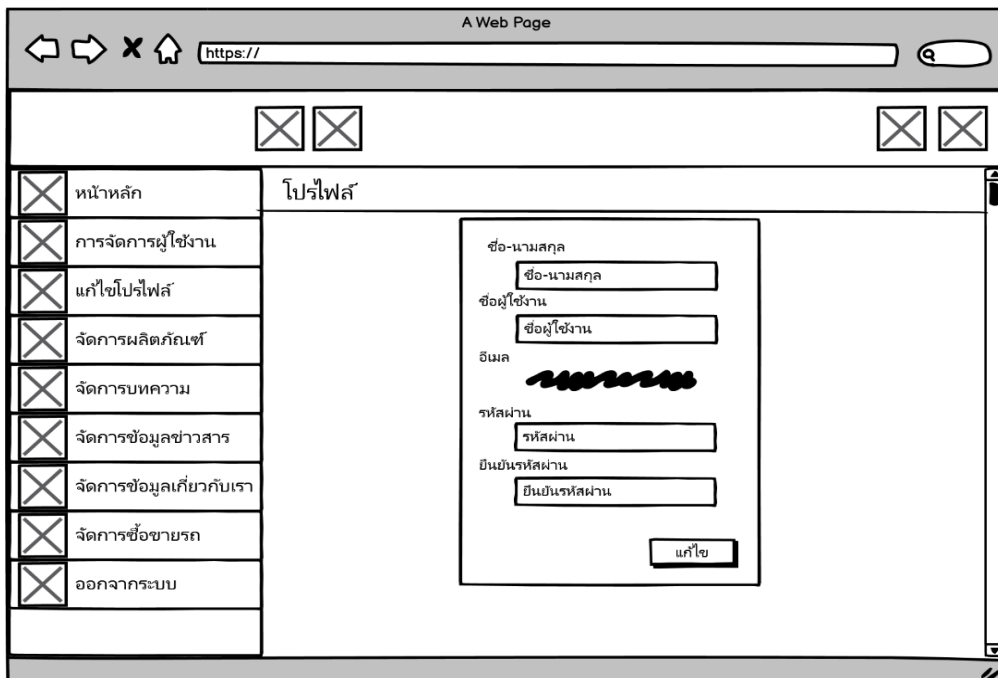 A Web Page
https://
หน้าหลัก
การจัดการผู้ใช้งาน
แก้ไขโปรไฟล์
จัดการผลิตภัณฑ์
จัดการบทความ
จัดการข้อมูลข่าวสาร
จัดการข้อมูลเกี่ยวกับเรา
จัดการซื้อขายรถ
ออกจากระบบ
โปรไฟล์
ชื่อ-นามสกุล
ชื่อ-นามสกุล
ชื่อผู้ใช้งาน
ชื่อผู้ใช้งาน
อีเมล
รหัสผ่าน
รหัสผ่าน
ยืนยันรหัสผ่าน
ยืนยันรหัสผ่าน
แก้ไข